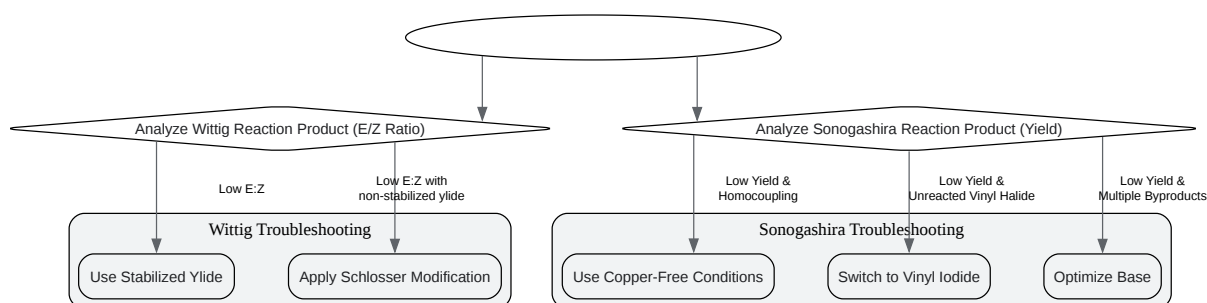 Analyze Wittig Reaction Product (E/Z Ratio)
Analyze Sonogashira Reaction Product (Yield)
Low E:Z
Low E:Z with
non-stabilized ylide
Low Yield &
Homocoupling
Low Yield &
Unreacted Vinyl Halide
Low Yield &
Multiple Byproducts
Wittig Troubleshooting
Sonogashira Troubleshooting
Use Stabilized Ylide
Apply Schlosser Modification
Use Copper-Free Conditions
Switch to Vinyl Iodide
Optimize Base